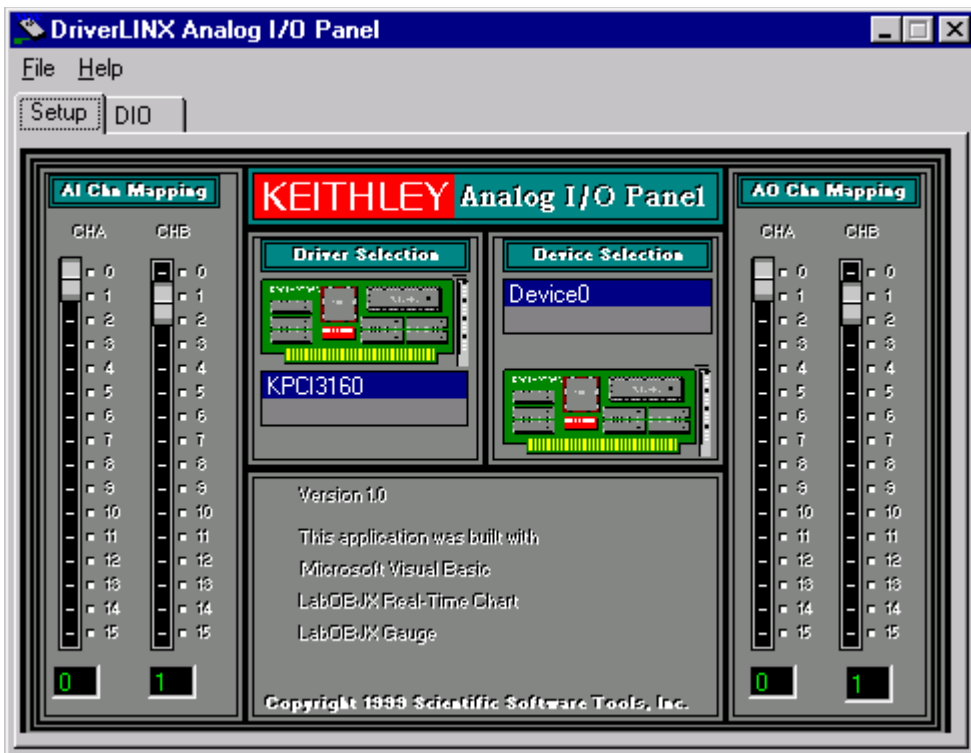 DriverLINX Analog I/O Panel
File Help
Setup DIO
AI Chn Mapping
CHA CHB
0 0
1 1
2 2
3 3
4 4
5 5
6 6
7 7
8 8
9 9
10 10
11 11
12 12
13 13
14 14
15 15
0 1
KEITHLEY Analog I/O Panel
Driver Selection
KPCI3160
Device Selection
Device0
Version 1.0
This application was built with
Microsoft Visual Basic
LabOBJX Real-Time Chart
LabOBJX Gauge
Copyright 1999 Scientific Software Tools, Inc.
AO Chn Mapping
CHA CHB
0 0
1 1
2 2
3 3
4 4
5 5
6 6
7 7
8 8
9 9
10 10
11 11
12 12
13 13
14 14
15 15
0 1